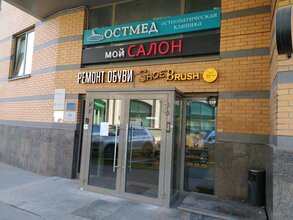 ОСТМЕД
остеопатическая
клиника
МОЙ САЛОН
РЕМОНТ ОБУВИ SHOEBRUSH